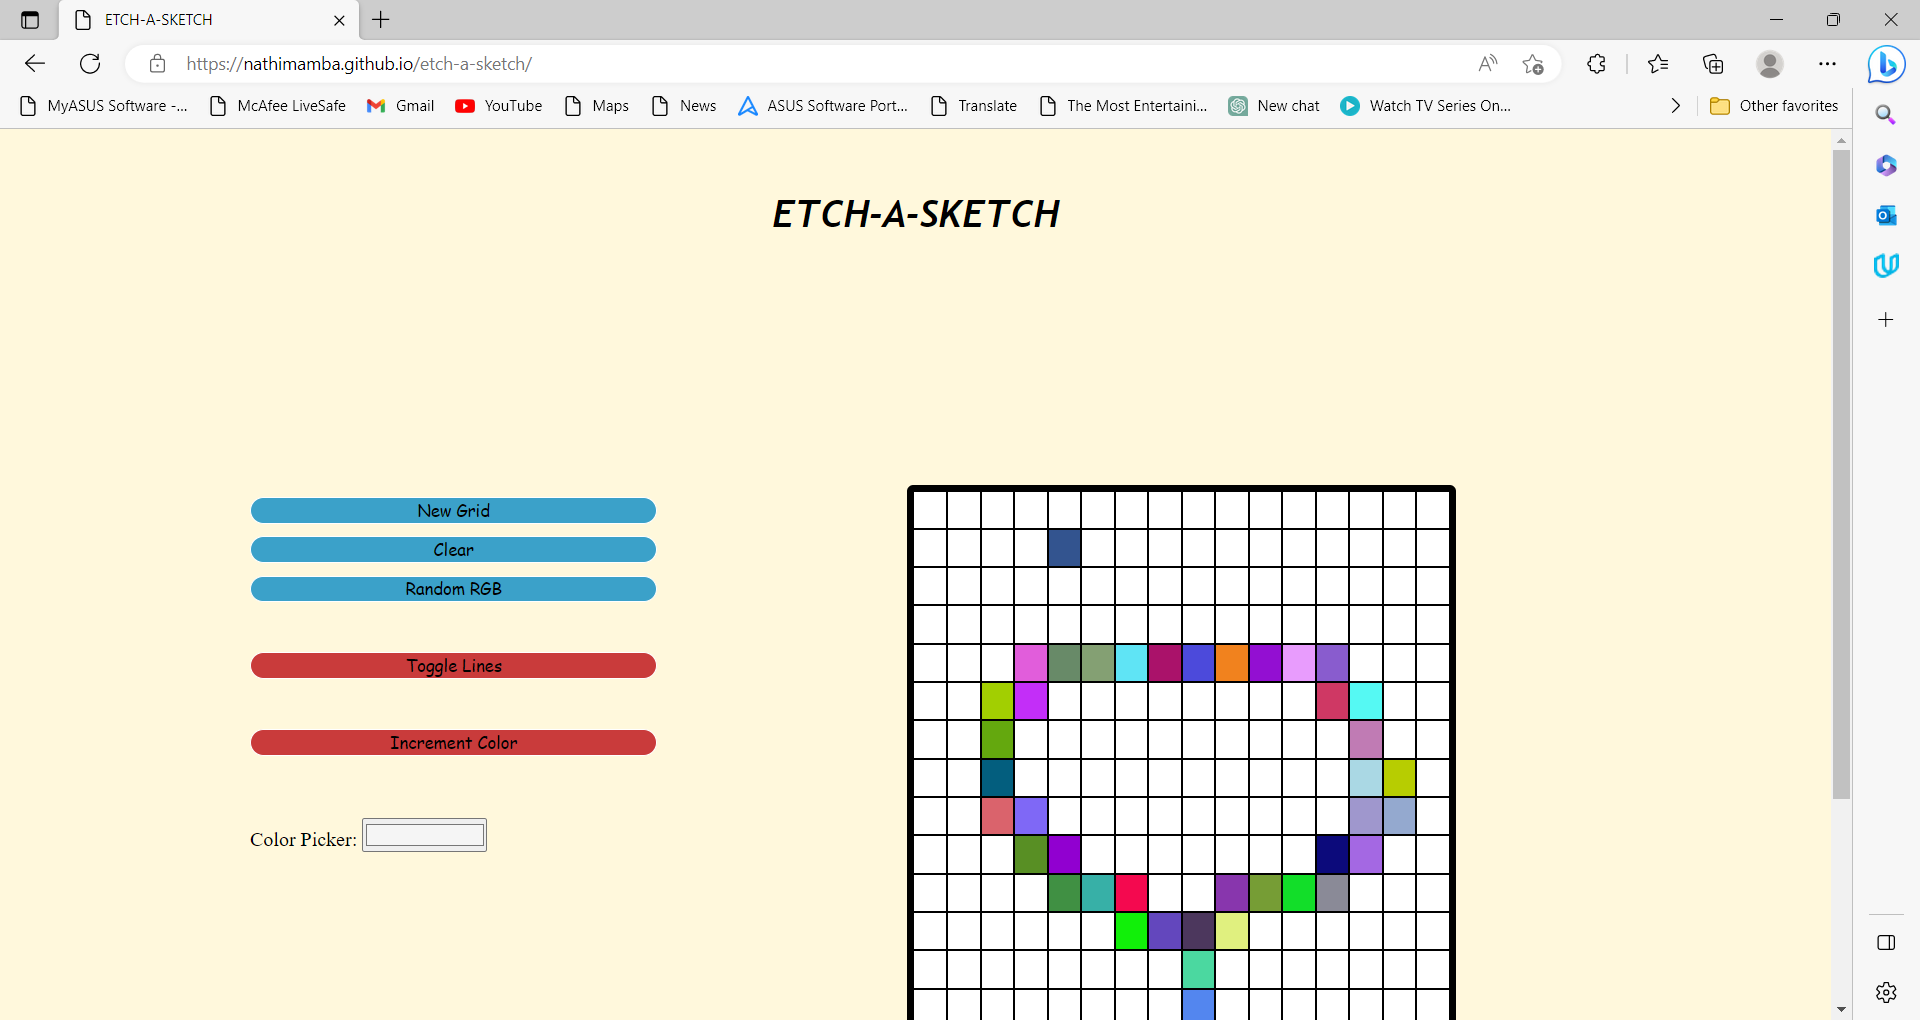 ETCH-A-SKETCH
https://nathimamba.github.io/etch-a-sketch/
MyASUS Software -... McAfee LiveSafe Gmail YouTube Maps News ASUS Software Port... Translate The Most Entertaini... New chat Watch TV Series On... Other favorites
ETCH-A-SKETCH
New Grid
Clear
Random RGB
Toggle Lines
Increment Color
Color Picker: